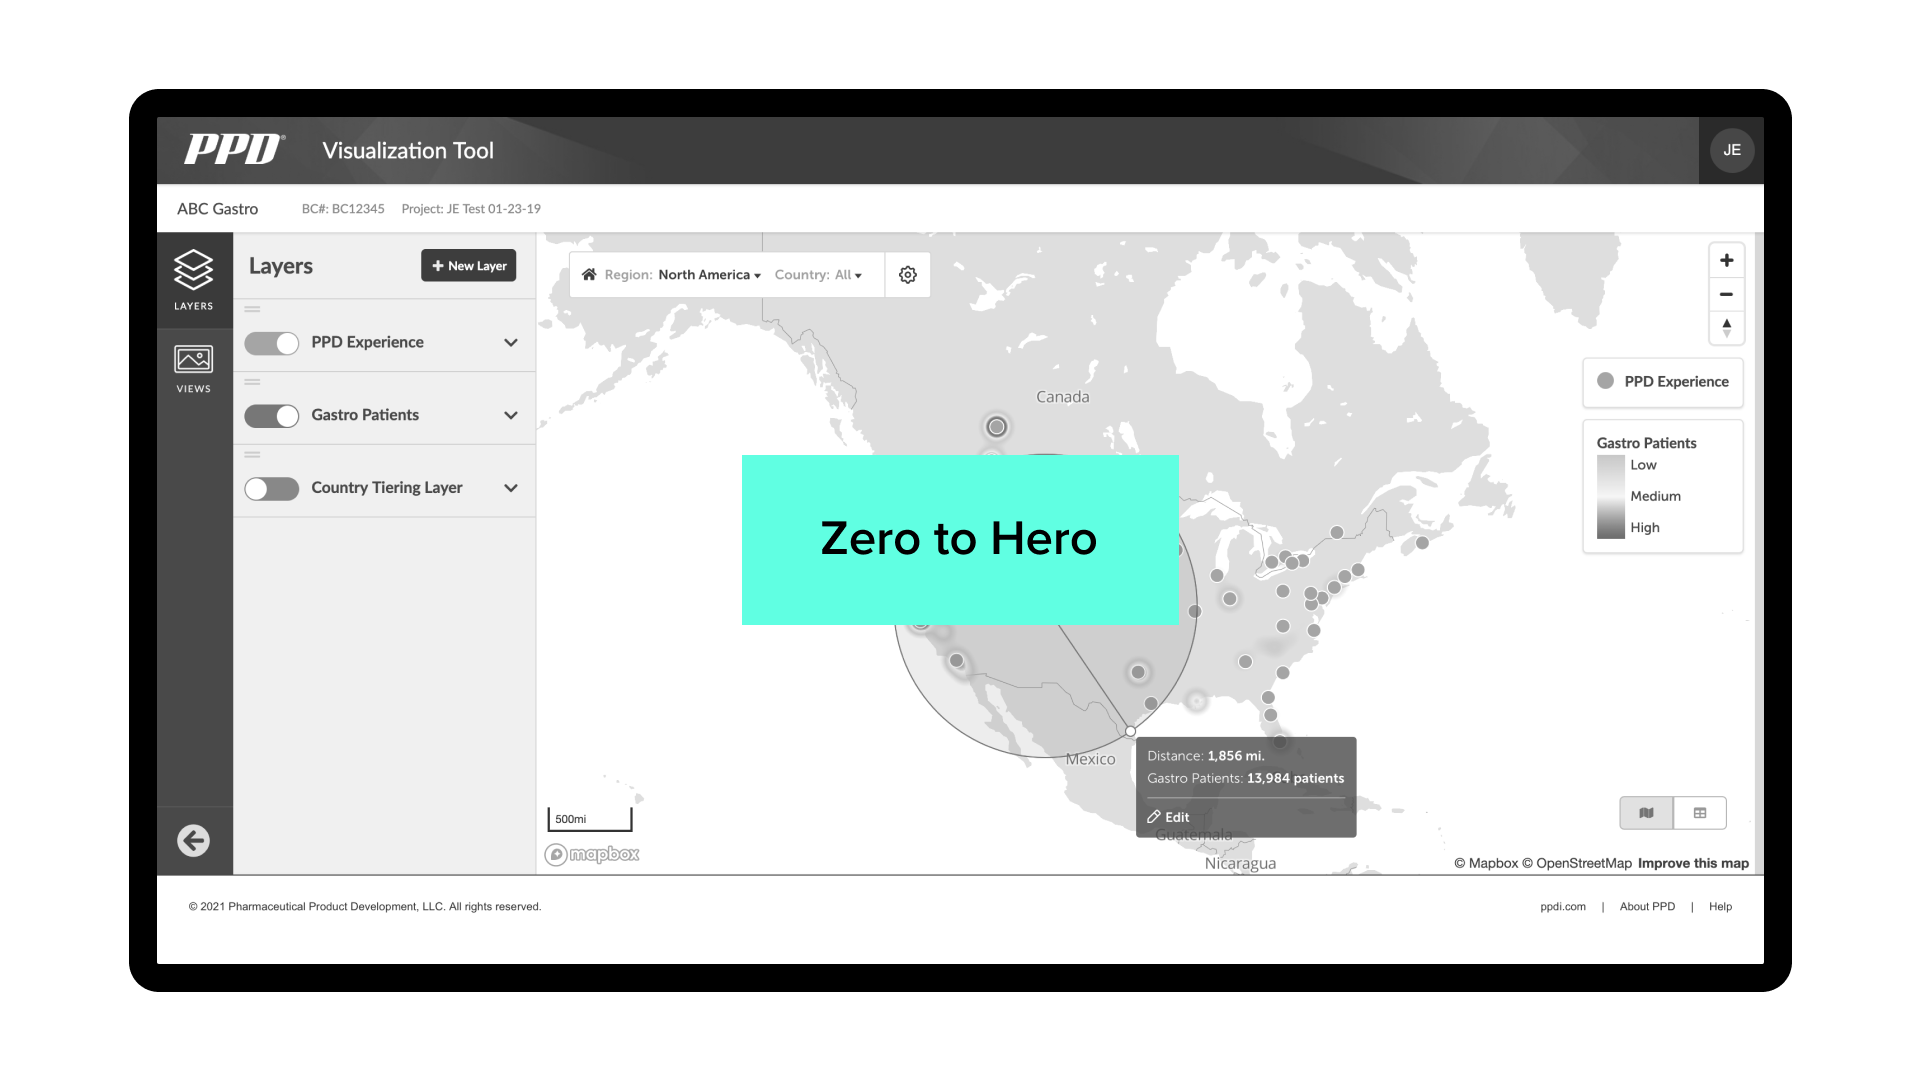 PPD®
Visualization Tool
JE
ABC Gastro
BC#: BC12345
Project: JE Test 01-23-19
LAYERS
VIEWS
Layers
+ New Layer
PPD Experience
Gastro Patients
Country Tiering Layer
Region: North America
Country: All
Canada
PPD Experience
Gastro Patients
Low
Medium
High
Zero to Hero
Mexico
Distance: 1,856 mi.
Gastro Patients: 13,984 patients
Edit
Guatemala
Nicaragua
500mi
mapbox
© Mapbox © OpenStreetMap Improve this map
© 2021 Pharmaceutical Product Development, LLC. All rights reserved.
ppdi.com | About PPD | Help